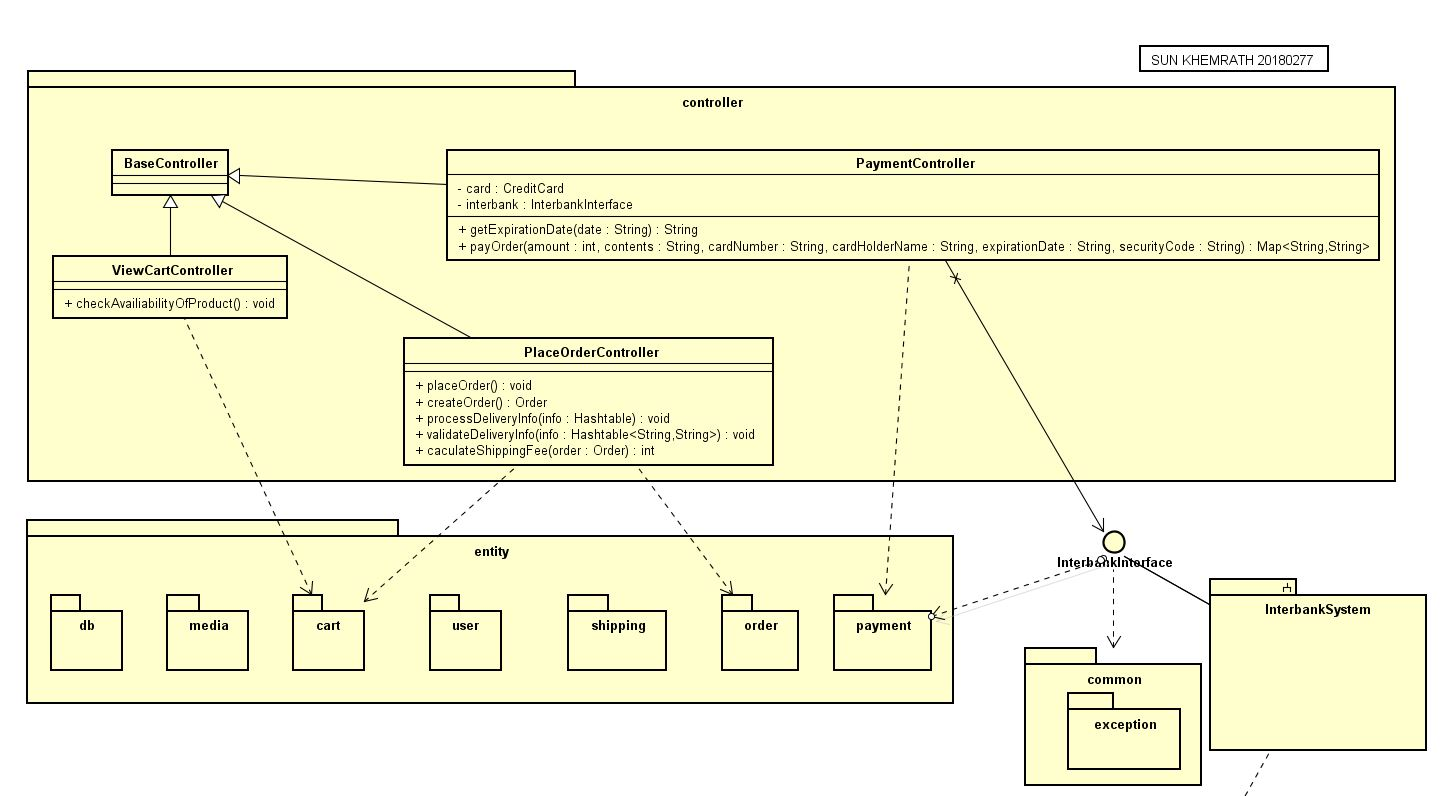 SUN KHEMRATH 20180277
controller
BaseController
PaymentController
- card : CreditCard
- interbank : InterbankInterface
+ getExpirationDate(date : String) : String
+ payOrder(amount : int, contents : String, cardNumber : String, cardHolderName : String, expirationDate : String, securityCode : String) : Map<String,String>
ViewCartController
+ checkAvailiabilityOfProduct() : void
PlaceOrderController
+ placeOrder() : void
+ createOrder() : Order
+ processDeliveryInfo(info : Hashtable) : void
+ validateDeliveryInfo(info : Hashtable<String,String>) : void
+ caculateShippingFee(order : Order) : int
entity
db
media
cart
user
shipping
order
payment
InterbankInterface
InterbankSystem
common
exception